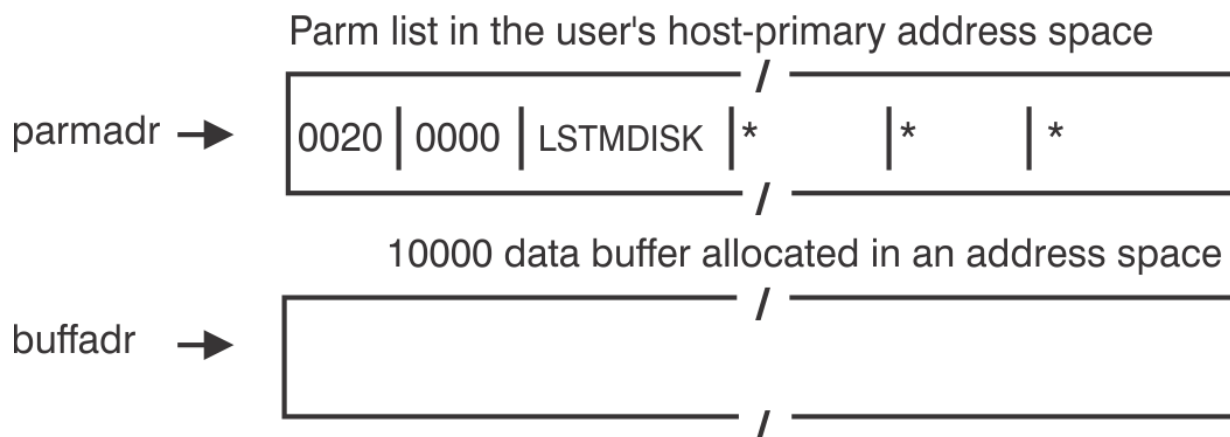 Parm list in the user's host-primary address space
parmadr
0020 0000 LSTMDISK * * *
10000 data buffer allocated in an address space
buffadr